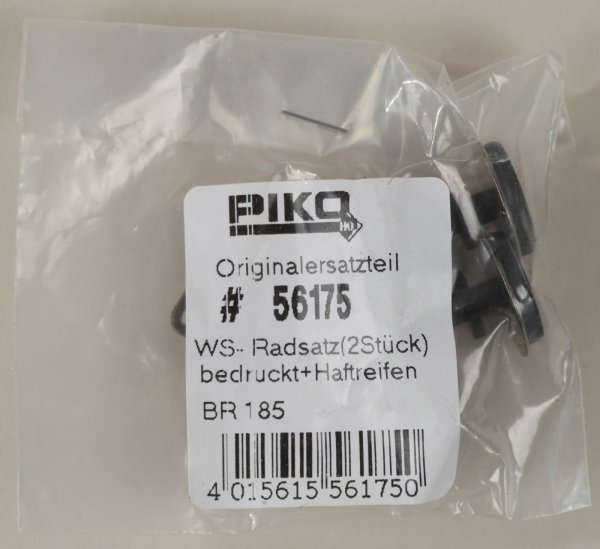 PIKO
HO
Originalersatzteil
# 56175
WS- Radsatz(2Stück)
bedruckt+Haftreifen
BR 185
4 015615 561750